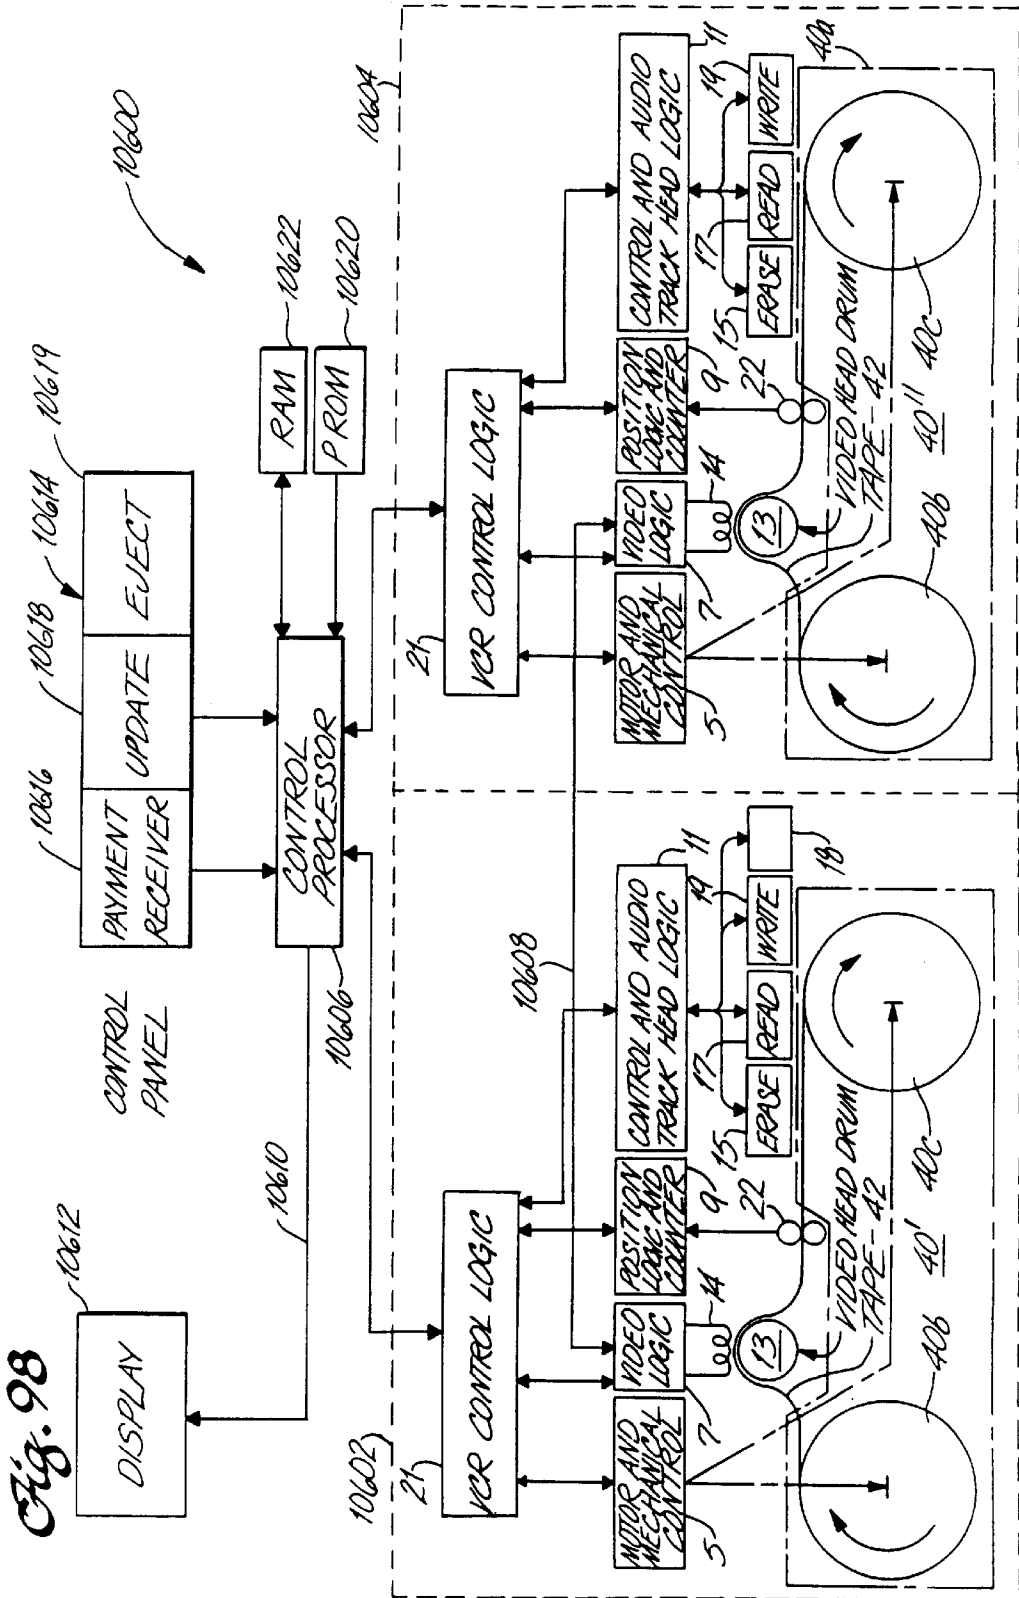 Fig. 98
10600
10612
DISPLAY
10610
CONTROL
PANEL
10616
10618
10614
10619
PAYMENT
RECEIVER
UPDATE
EJECT
CONTROL
PROCESSOR
10606
RAM
10622
PROM
10620
10602
21
VCR CONTROL LOGIC
10608
MOTOR AND
MECHANICAL
CONTROL
5
VIDEO
LOGIC
7
14
POSITION
LOGIC AND
COUNTER
9
22
CONTROL AND AUDIO
TRACK HEAD LOGIC
11
15
17
19
ERASE
READ
WRITE
18
13
VIDEO HEAD DRUM
TAPE-42
40b
40'
40c
10604
21
VCR CONTROL LOGIC
MOTOR AND
MECHANICAL
CONTROL
5
VIDEO
LOGIC
7
14
POSITION
LOGIC AND
COUNTER
9
22
CONTROL AND AUDIO
TRACK HEAD LOGIC
11
15
17
19
ERASE
READ
WRITE
40a
13
VIDEO HEAD DRUM
TAPE-42
40b
40"
40c